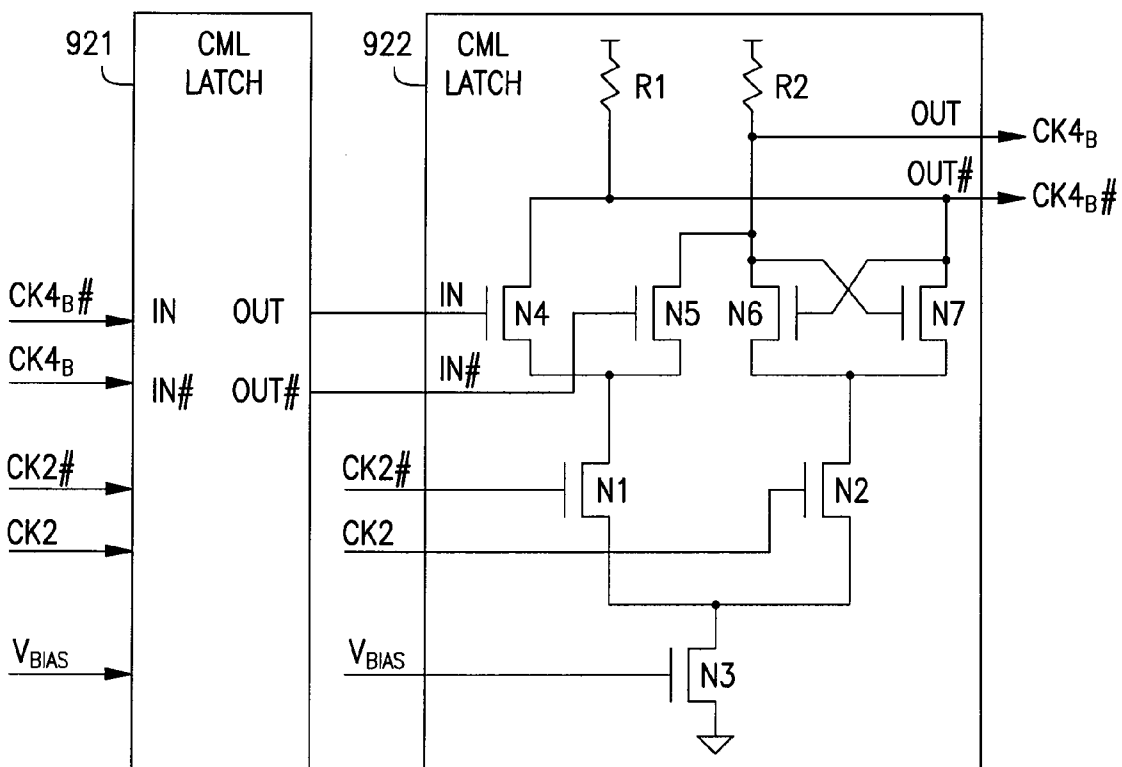 921
CML
LATCH
922
CML
LATCH
R1
R2
OUT
CK4B
OUT#
CK4B#
CK4B#
IN
OUT
IN
N4
N5
N6
N7
CK4B
IN#
OUT#
IN#
CK2#
CK2#
N1
N2
CK2
CK2
VBIAS
VBIAS
N3